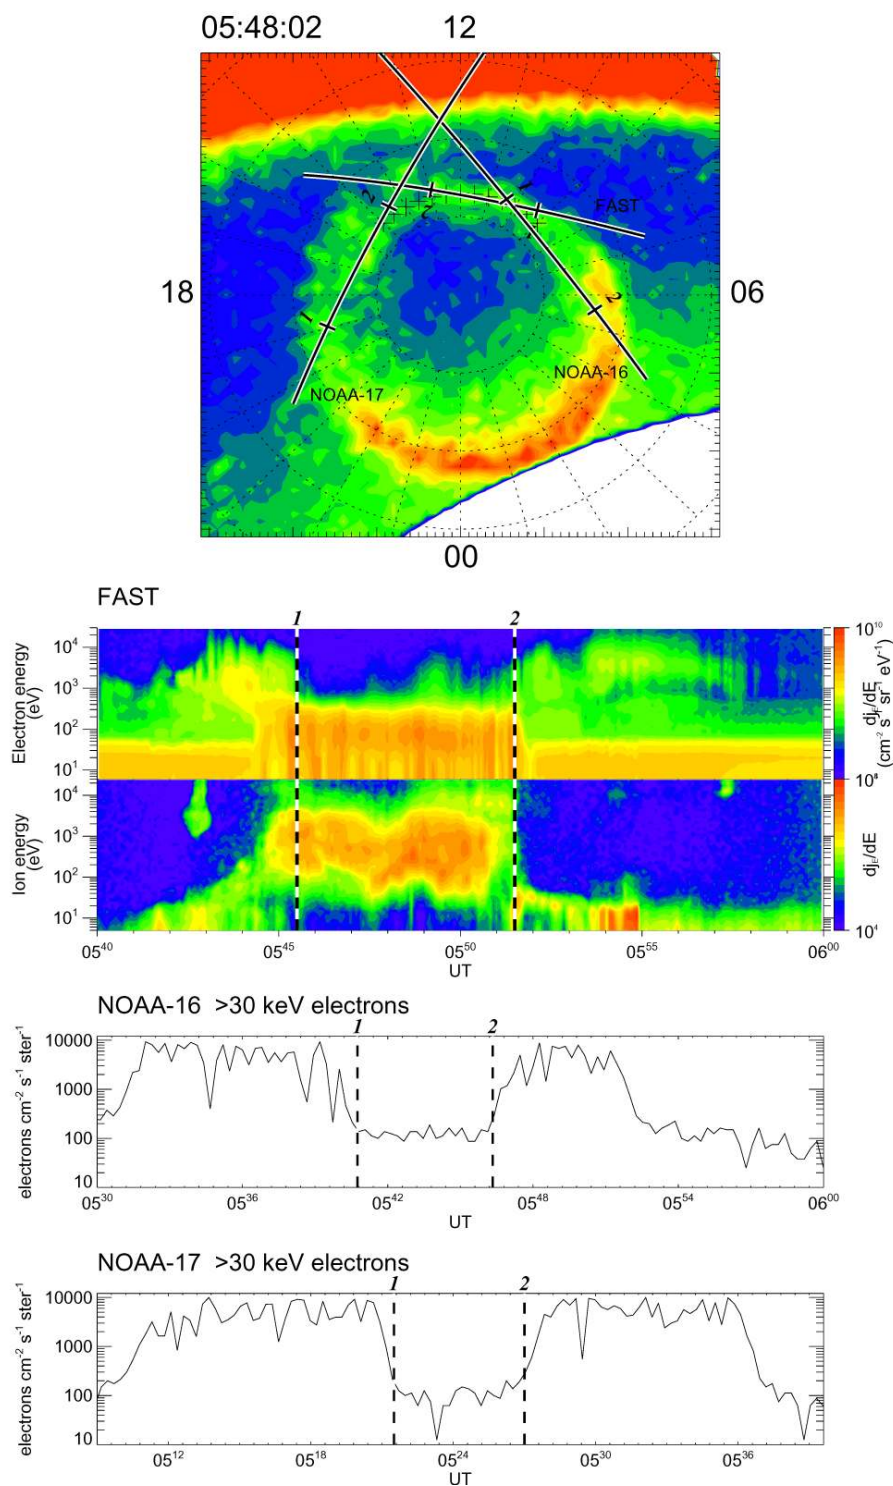 05:48:02
12
2
2
1
FAST
18
06
1
2
NOAA-17
NOAA-16
00
FAST
1
2
10⁴
10³
10²
10¹
Electron energy
(eV)
10⁴
10³
10²
10¹
Ion energy
(eV)
10¹⁰
10⁴
dj_E/dE
dj_E/dE
(cm⁻² s⁻¹ sr⁻¹ eV⁻¹)
05⁴⁰
05⁴⁵
05⁵⁰
05⁵⁵
06⁰⁰
UT
NOAA-16 >30 keV electrons
1
2
10000
1000
100
10
electrons cm⁻² s⁻¹ ster⁻¹
05³⁰
05³⁶
05⁴²
05⁴⁸
05⁵⁴
06⁰⁰
UT
NOAA-17 >30 keV electrons
1
2
10000
1000
100
10
electrons cm⁻² s⁻¹ ster⁻¹
05¹²
05¹⁸
05²⁴
05³⁰
05³⁶
UT